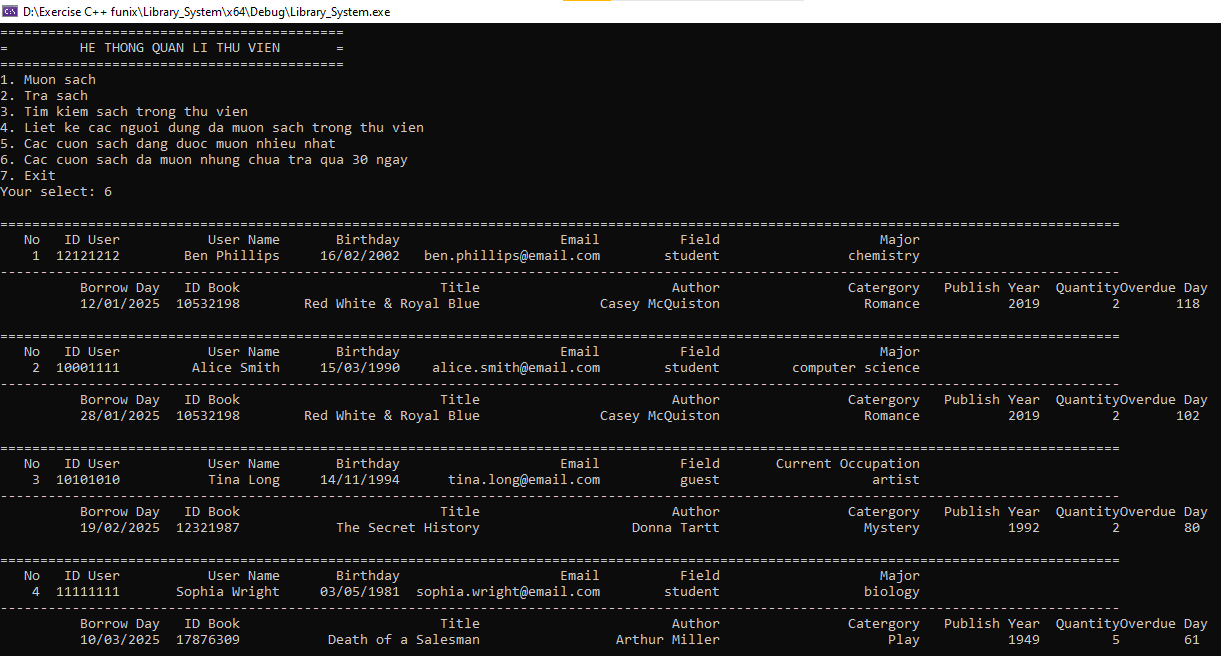 D:\Exercise C++ funix\Library_System\x64\Debug\Library_System.exe
===========================================
=         HE THONG QUAN LI THU VIEN       =
===========================================
1. Muon sach
2. Tra sach
3. Tim kiem sach trong thu vien
4. Liet ke cac nguoi dung da muon sach trong thu vien
5. Cac cuon sach dang duoc muon nhieu nhat
6. Cac cuon sach da muon nhung chua tra qua 30 ngay
7. Exit
Your select: 6
No ID User User Name Birthday Email Field Major
1 12121212 Ben Phillips 16/02/2002 ben.phillips@email.com student chemistry
Borrow Day ID Book Title Author Catergory Publish Year QuantityOverdue Day
12/01/2025 10532198 Red White & Royal Blue Casey McQuiston Romance 2019 2 118
No ID User User Name Birthday Email Field Major
2 10001111 Alice Smith 15/03/1990 alice.smith@email.com student computer science
Borrow Day ID Book Title Author Catergory Publish Year QuantityOverdue Day
28/01/2025 10532198 Red White & Royal Blue Casey McQuiston Romance 2019 2 102
No ID User User Name Birthday Email Field Current Occupation
3 10101010 Tina Long 14/11/1994 tina.long@email.com guest artist
Borrow Day ID Book Title Author Catergory Publish Year QuantityOverdue Day
19/02/2025 12321987 The Secret History Donna Tartt Mystery 1992 2 80
No ID User User Name Birthday Email Field Major
4 11111111 Sophia Wright 03/05/1981 sophia.wright@email.com student biology
Borrow Day ID Book Title Author Catergory Publish Year QuantityOverdue Day
10/03/2025 17876309 Death of a Salesman Arthur Miller Play 1949 5 61